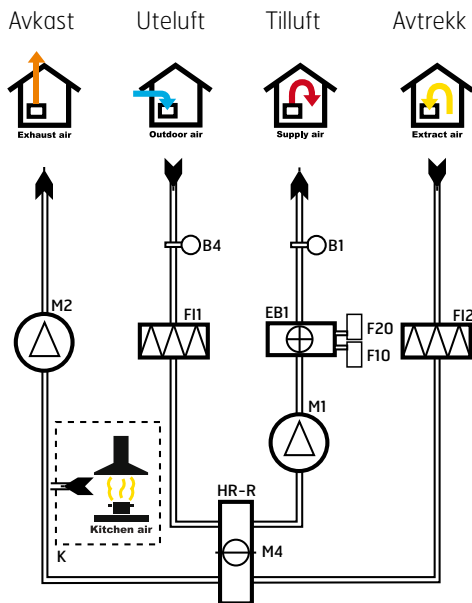 Avkast Uteluft Tilluft Avtrekk
Exhaust air Outdoor air Supply air Extract air
B4 B1
M2 FI1 EB1 FI2
F20
F10
M1
HR-R
Kitchen air
K M4